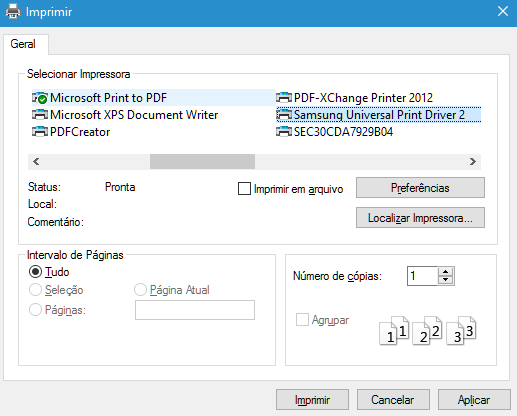 Imprimir
Geral
Selecionar Impressora
Microsoft Print to PDF
PDF-XChange Printer 2012
Microsoft XPS Document Writer
Samsung Universal Print Driver 2
PDFCreator
SEC30CDA7929B04
Status: Pronta
Imprimir em arquivo
Preferências
Local:
Comentário:
Localizar Impressora...
Intervalo de Páginas
Tudo
Seleção
Página Atual
Páginas:
Número de cópias: 1
Agrupar
1 1 2 2 3 3
Imprimir
Cancelar
Aplicar